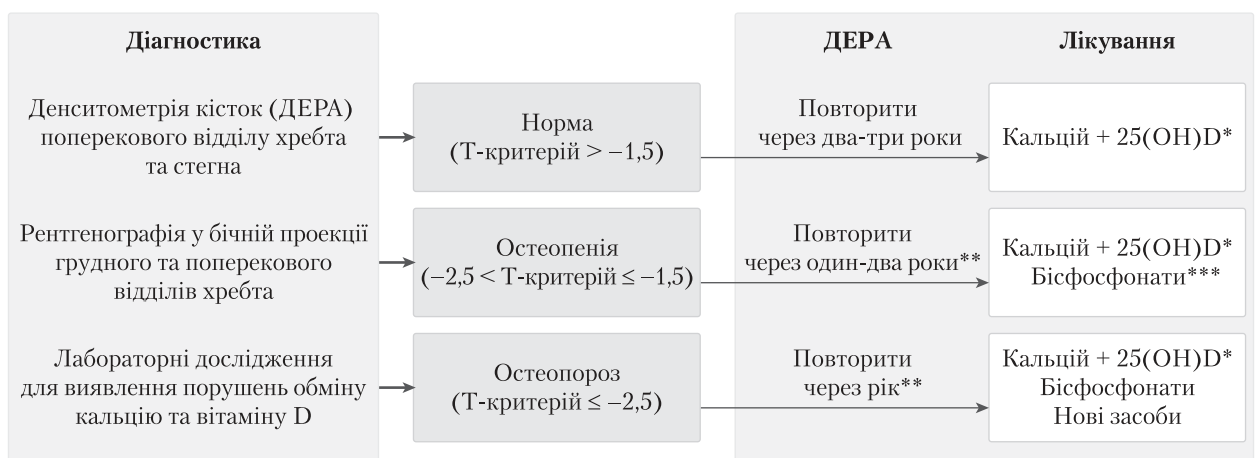 Діагностика
ДЕРА
Лікування
Денситометрія кісток (ДЕРА)
поперекового відділу хребта
та стегна
Норма
(Т-критерій > −1,5)
Повторити
через два-три роки
Кальцій + 25(OH)D*
Рентгенографія у бічній проекції
грудного та поперекового
відділів хребта
Остеопенія
(−2,5 < Т-критерій ≤ −1,5)
Повторити
через один-два роки**
Кальцій + 25(OH)D*
Бісфосфонати***
Лабораторні дослідження
для виявлення порушень обміну
кальцію та вітаміну D
Остеопороз
(Т-критерій ≤ −2,5)
Повторити
через рік**
Кальцій + 25(OH)D*
Бісфосфонати
Нові засоби